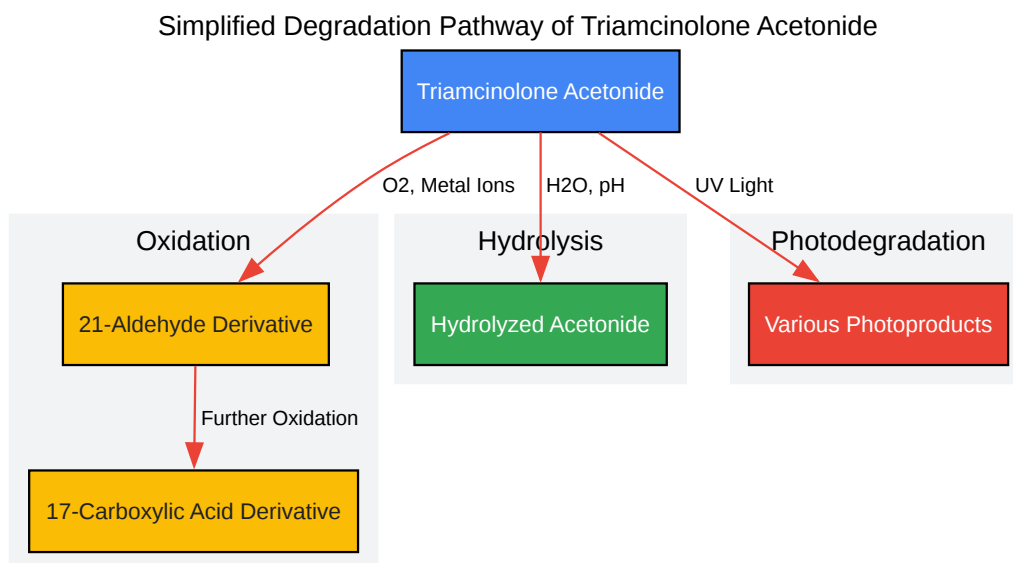 Simplified Degradation Pathway of Triamcinolone Acetonide
Triamcinolone Acetonide
O2, Metal Ions
H2O, pH
UV Light
Oxidation
Hydrolysis
Photodegradation
21-Aldehyde Derivative
Hydrolyzed Acetonide
Various Photoproducts
Further Oxidation
17-Carboxylic Acid Derivative